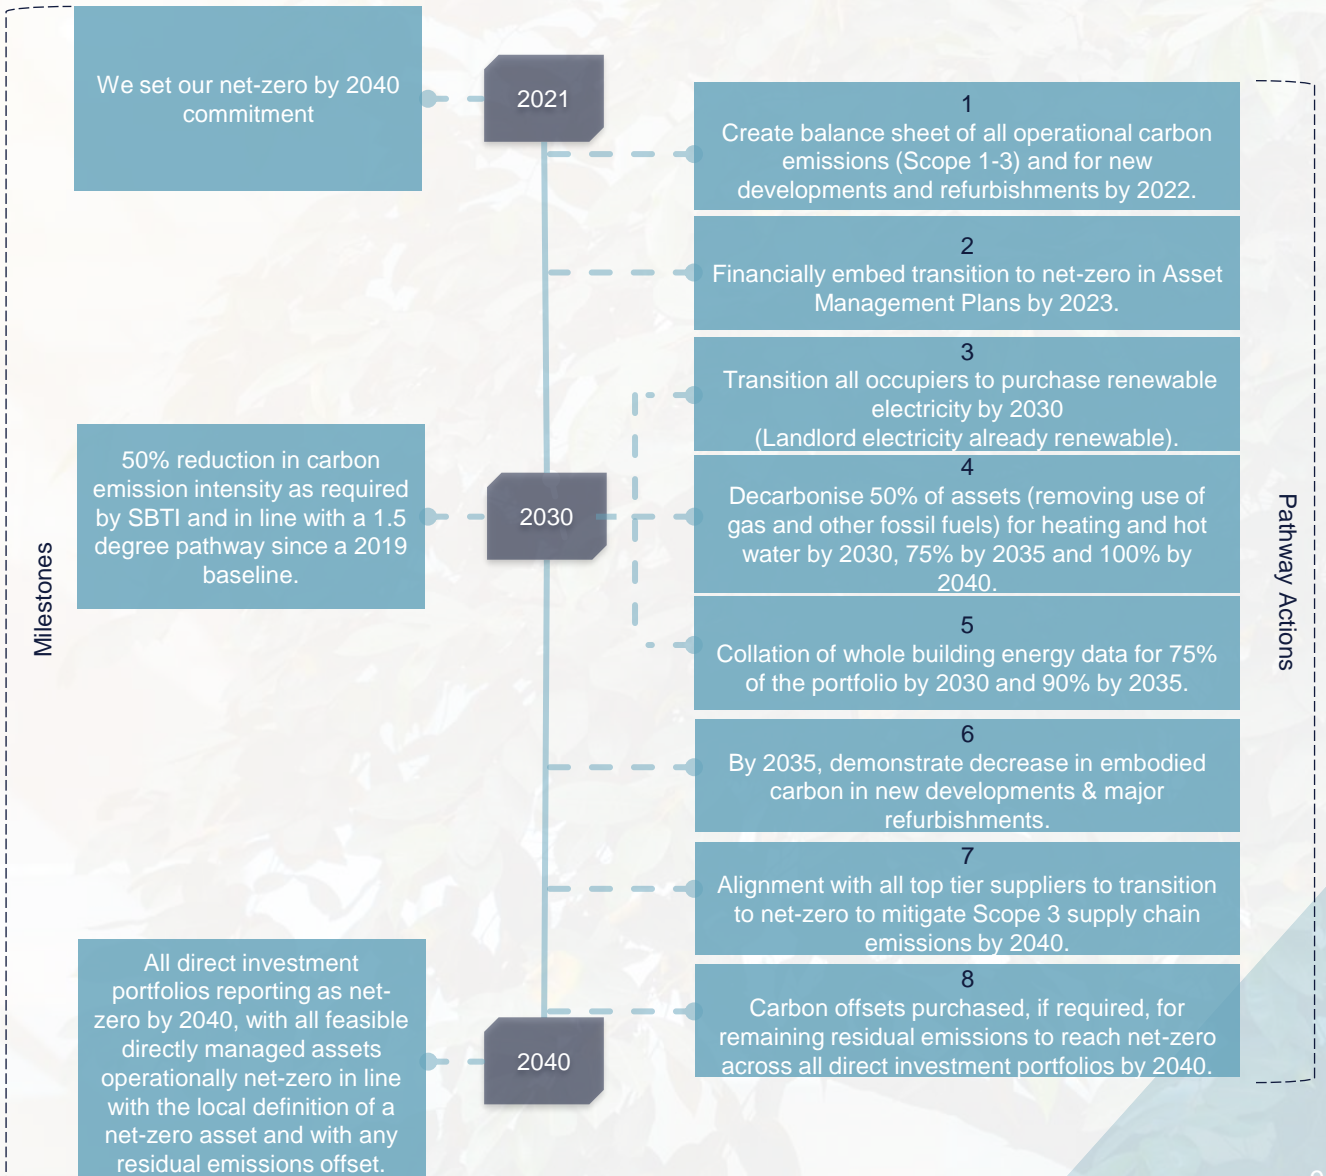 We set our net-zero by 2040
commitment
2021
1
Create balance sheet of all operational carbon
emissions (Scope 1-3) and for new
developments and refurbishments by 2022.
2
Financially embed transition to net-zero in Asset
Management Plans by 2023.
3
Transition all occupiers to purchase renewable
electricity by 2030
(Landlord electricity already renewable).
50% reduction in carbon
emission intensity as required
by SBTI and in line with a 1.5
degree pathway since a 2019
baseline.
2030
4
Decarbonise 50% of assets (removing use of
gas and other fossil fuels) for heating and hot
water by 2030, 75% by 2035 and 100% by
2040.
Milestones
Pathway Actions
5
Collation of whole building energy data for 75%
of the portfolio by 2030 and 90% by 2035.
6
By 2035, demonstrate decrease in embodied
carbon in new developments & major
refurbishments.
7
Alignment with all top tier suppliers to transition
to net-zero to mitigate Scope 3 supply chain
emissions by 2040.
8
Carbon offsets purchased, if required, for
remaining residual emissions to reach net-zero
across all direct investment portfolios by 2040.
All direct investment
portfolios reporting as net-
zero by 2040, with all feasible
directly managed assets
operationally net-zero in line
with the local definition of a
net-zero asset and with any
residual emissions offset.
2040